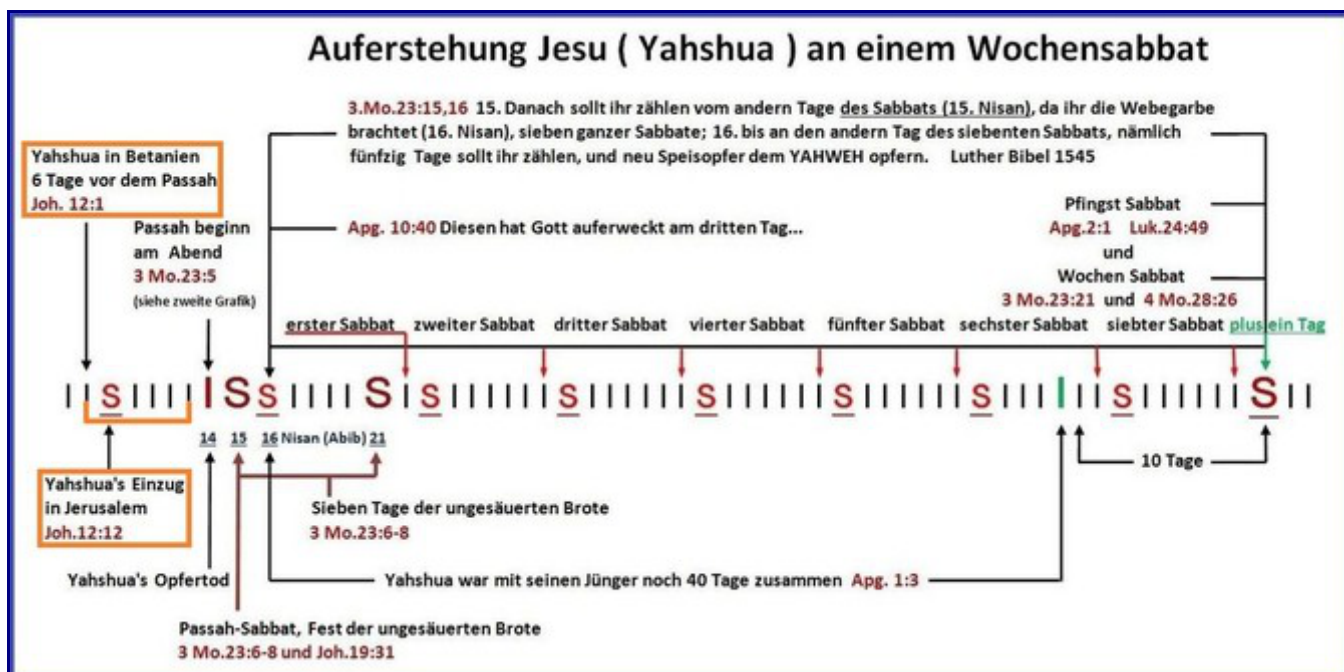 Auferstehung Jesu ( Yahshua ) an einem Wochensabbat
3.Mo.23:15,16 15. Danach sollt ihr zählen vom andern Tage des Sabbats (15. Nisan), da ihr die Webegarbe
brachtet (16. Nisan), sieben ganzer Sabbate; 16. bis an den andern Tag des siebenten Sabbats, nämlich
fünfzig Tage sollt ihr zählen, und neu Speisopfer dem YAHWEH opfern. Luther Bibel 1545
Yahshua in Betanien
6 Tage vor dem Passah
Joh. 12:1
Passah beginn
am Abend
3 Mo.23:5
(siehe zweite Grafik)
Apg. 10:40 Diesen hat Gott auferweckt am dritten Tag...
Pfingst Sabbat
Apg.2:1 Luk.24:49
und
Wochen Sabbat
3 Mo.23:21 und 4 Mo.28:26
erster Sabbat zweiter Sabbat dritter Sabbat vierter Sabbat fünfter Sabbat sechster Sabbat siebter Sabbat plus ein Tag
I I S I I I I I S S I I I I S I S I I I I I I S I I I I I I S I I I I I I S I I I I I I S I I I I I I S I I I I I I S I I
14 15 16 Nisan (Abib) 21
10 Tage
Yahshua's Einzug
in Jerusalem
Joh.12:12
Sieben Tage der ungesäuerten Brote
3 Mo.23:6-8
Yahshua's Opfertod
Yahshua war mit seinen Jünger noch 40 Tage zusammen Apg. 1:3
Passah-Sabbat, Fest der ungesäuerten Brote
3 Mo.23:6-8 und Joh.19:31